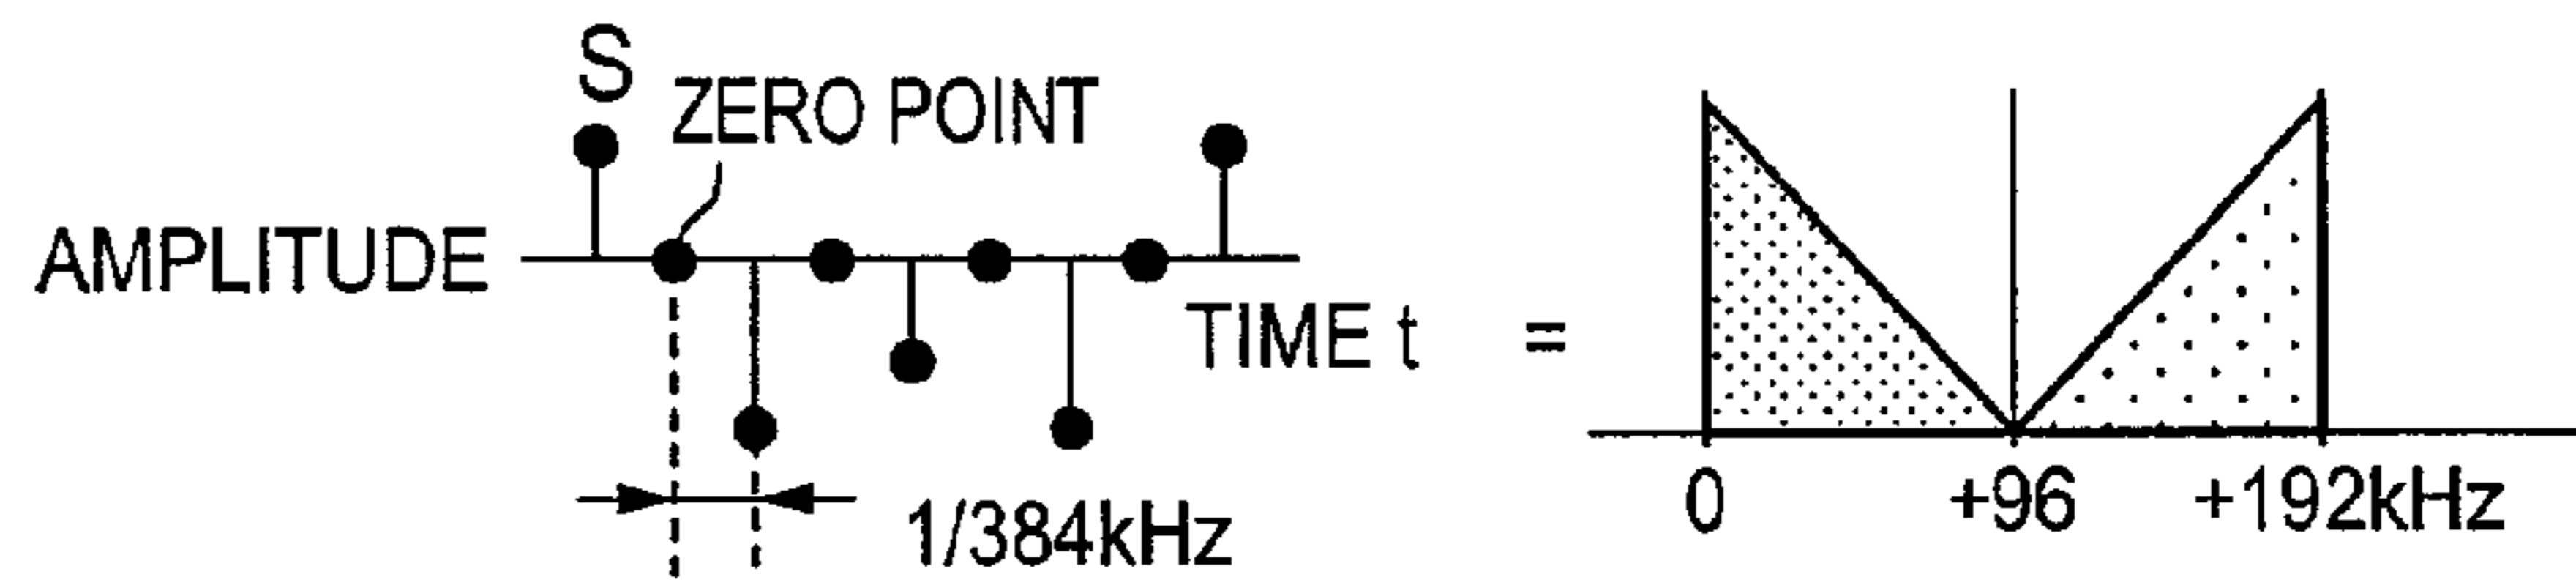 S
ZERO POINT
AMPLITUDE
TIME t
=
1/384kHz
0
+96
+192kHz